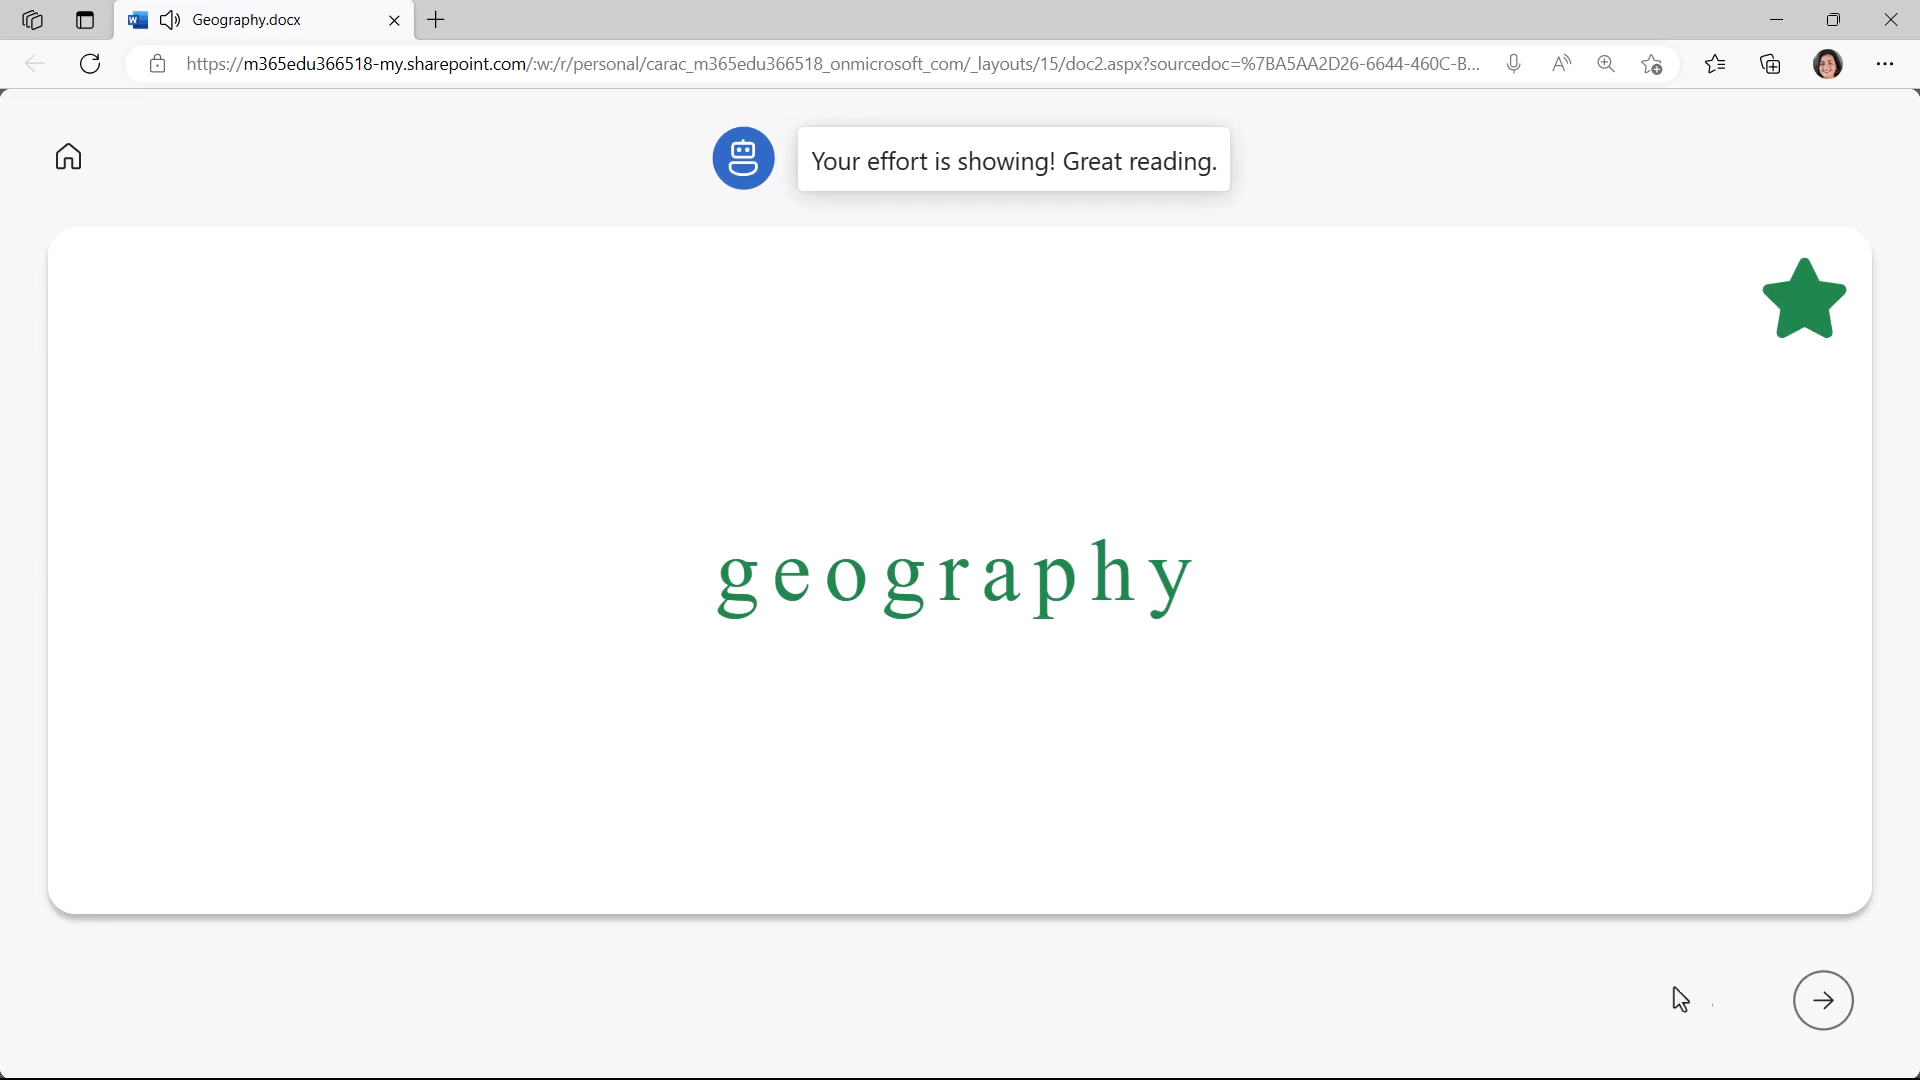 Geography.docx
https://m365edu366518-my.sharepoint.com/:w:/r/personal/carac_m365edu366518_onmicrosoft_com/_layouts/15/doc2.aspx?sourcedoc=%7BA5AA2D26-6644-460C-B...
Your effort is showing! Great reading.
geography